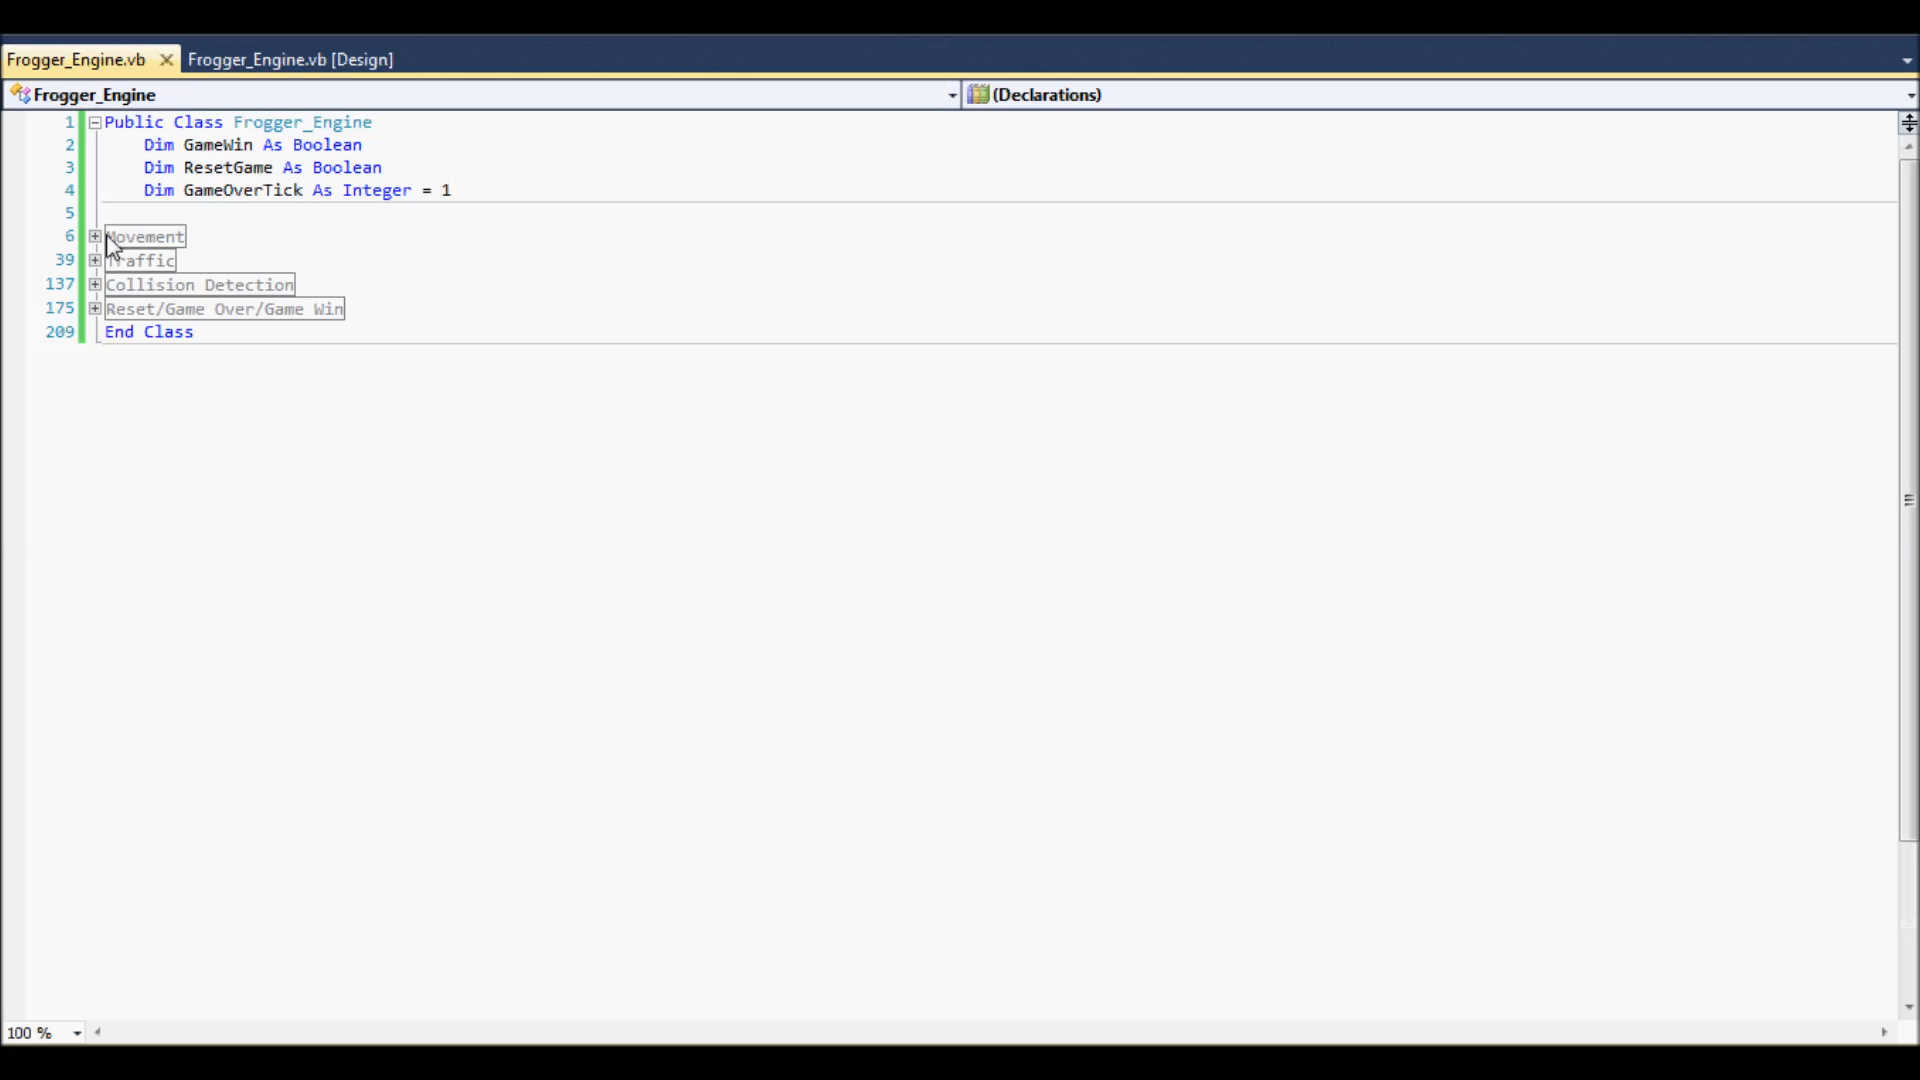 Frogger_Engine.vb Frogger_Engine.vb [Design]
Frogger_Engine (Declarations)
1 Public Class Frogger_Engine
2 Dim GameWin As Boolean
3 Dim ResetGame As Boolean
4 Dim GameOverTick As Integer = 1
5
6 Movement
39 Traffic
137 Collision Detection
175 Reset/Game Over/Game Win
209 End Class
100 %